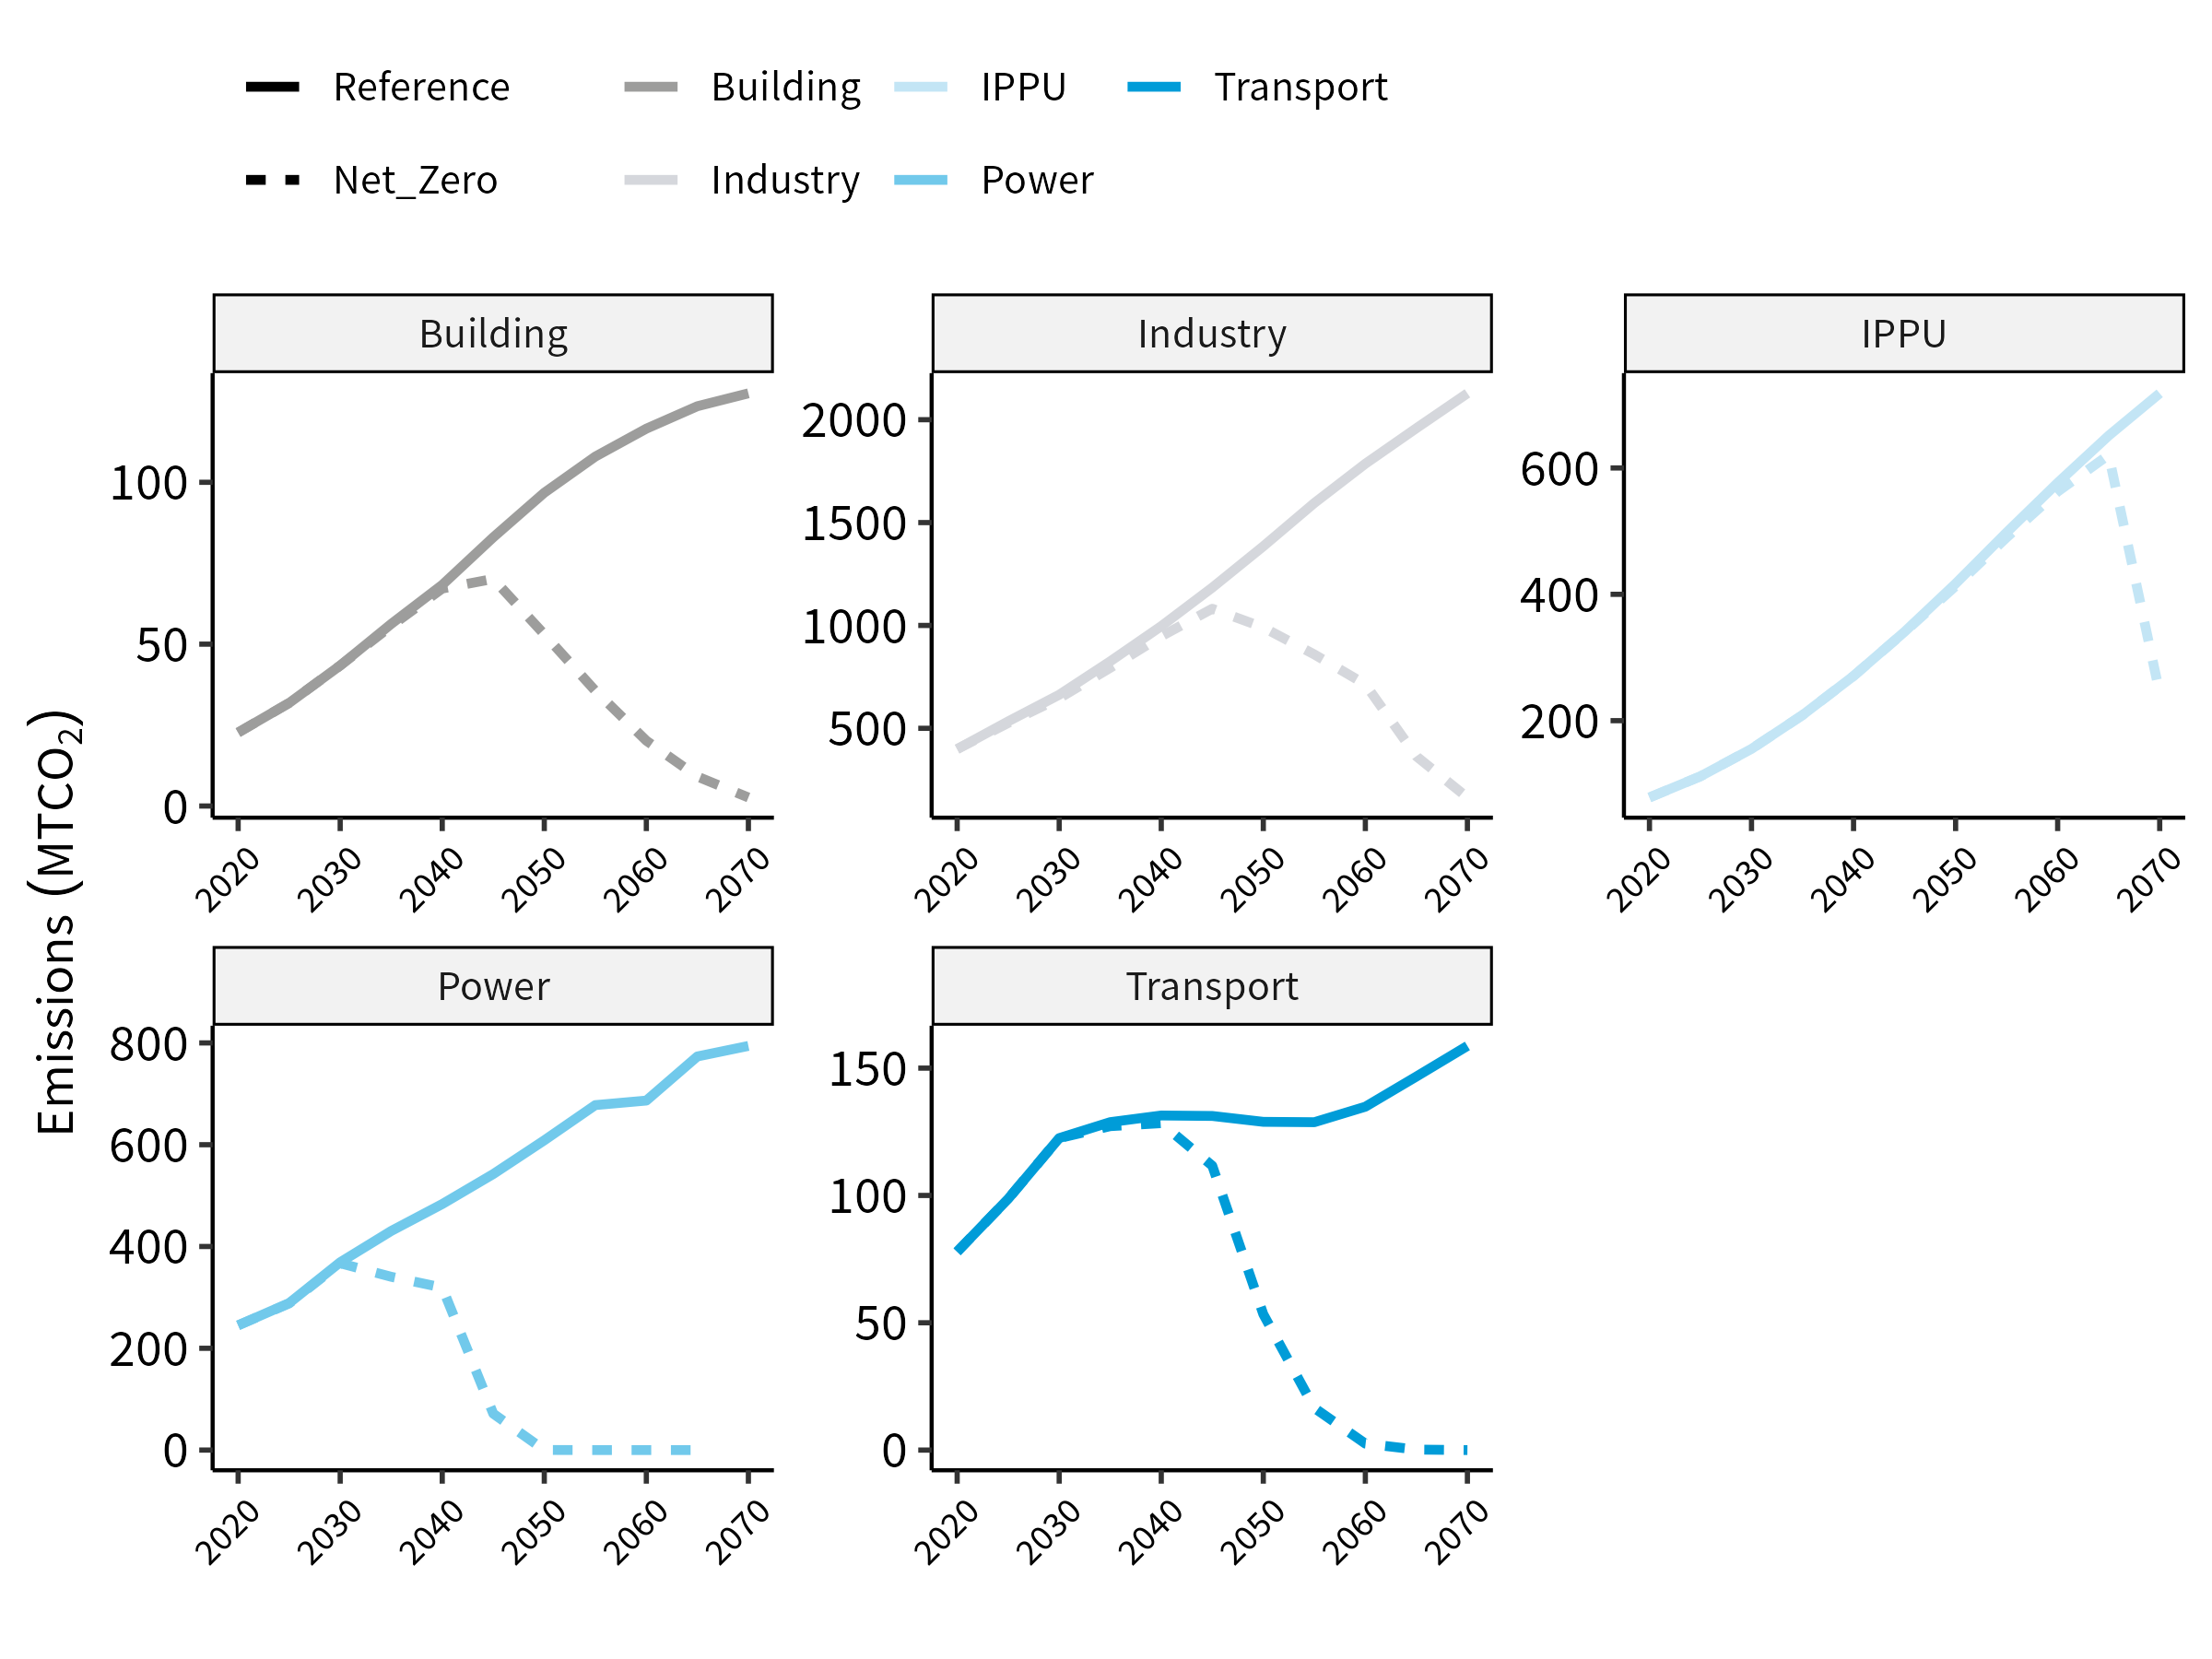 Reference Building IPPU Transport
Net_Zero Industry Power
Emissions (MTCO₂)
Building
100
50
0
2020 2030 2040 2050 2060 2070
Industry
2000
1500
1000
500
2020 2030 2040 2050 2060 2070
IPPU
600
400
200
2020 2030 2040 2050 2060 2070
Power
800
600
400
200
0
2020 2030 2040 2050 2060 2070
Transport
150
100
50
0
2020 2030 2040 2050 2060 2070